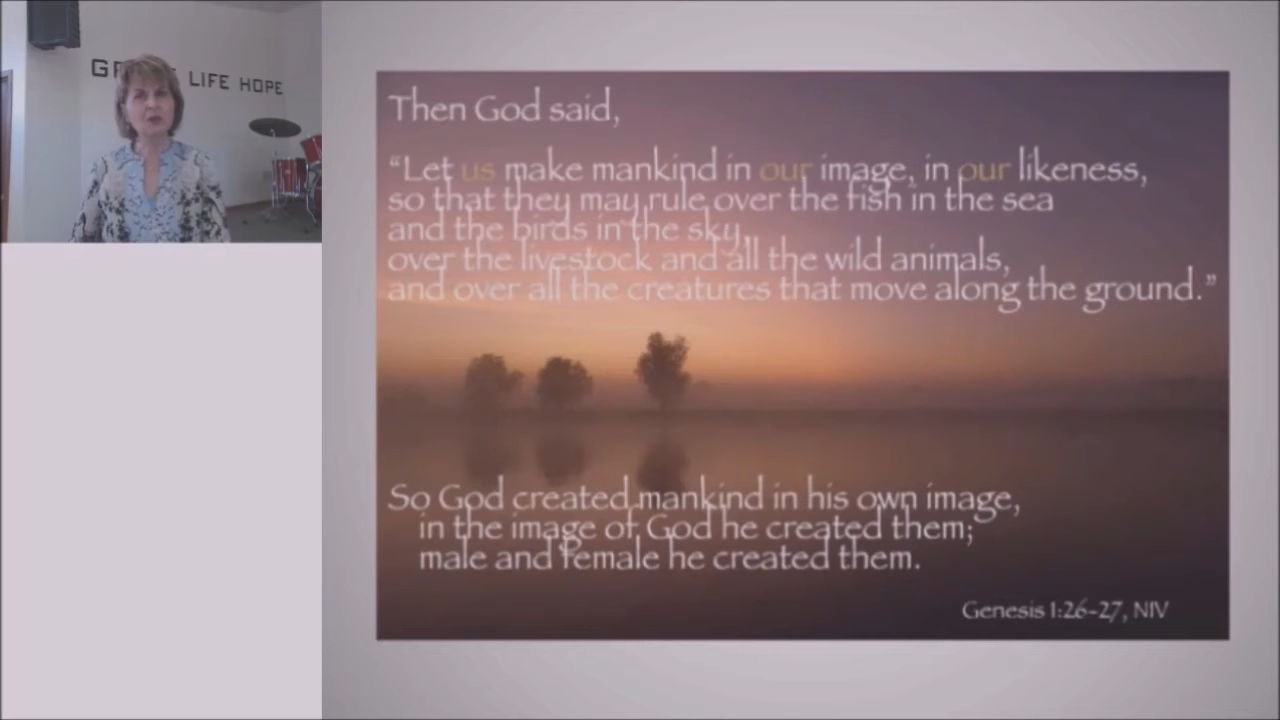 LIFE HOPE
Then God said,
“Let us make mankind in our image, in our likeness,
so that they may rule over the fish in the sea
and the birds in the sky,
over the livestock and all the wild animals,
and over all the creatures that move along the ground.”
So God created mankind in his own image,
in the image of God he created them;
male and female he created them.
Genesis 1:26-27, NIV